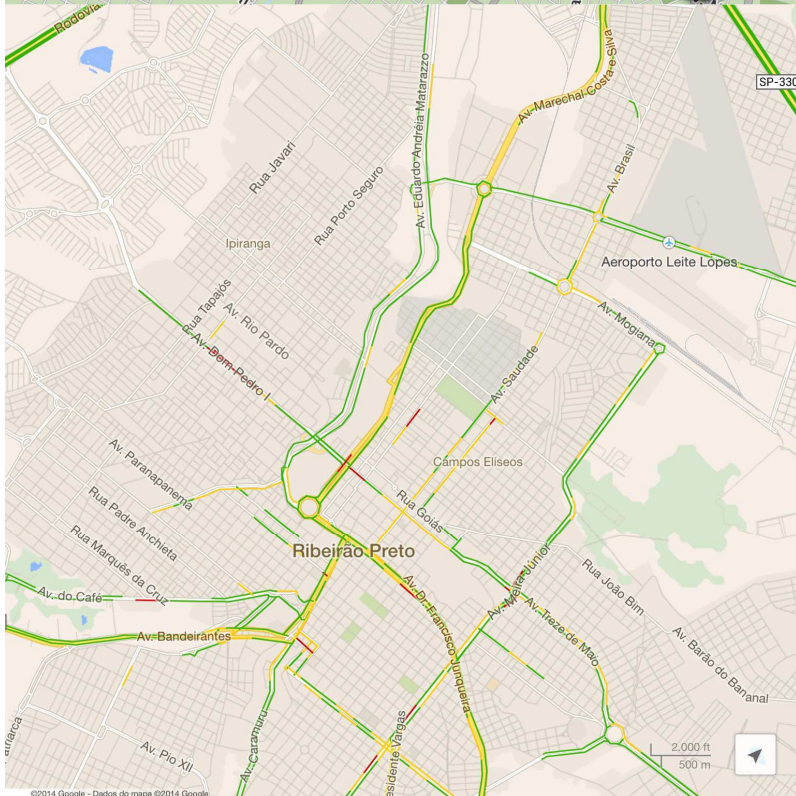 Rodovia
SP-330
Av. Marechal Costa e Silva
Av. Eduardo Andréia Matarazzo
Rua Javari
Av. Brasil
Rua Porto Seguro
Ipiranga
Aeroporto Leite Lopes
Rua Tapajós
Av. Rio Pardo
Av. Mogiana
Av. Dom Pedro I
Av. Saudade
Av. Paranapanema
Campos Elíseos
Rua Padre Anchieta
Rua Goiás
Rua Marquês da Cruz
Ribeirão Preto
Av. do Café
Av. Meira Júnior
Rua João Bim
Av. Dr. Francisco Junqueira
Av. Treze de Maio
Av. Bandeirantes
Av. Barão do Bananal
Av. Caramuru
esidente Vargas
atriarca
Av. Pio XII
2.000 ft
500 m
©2014 Google - Dados do mapa ©2014 Google